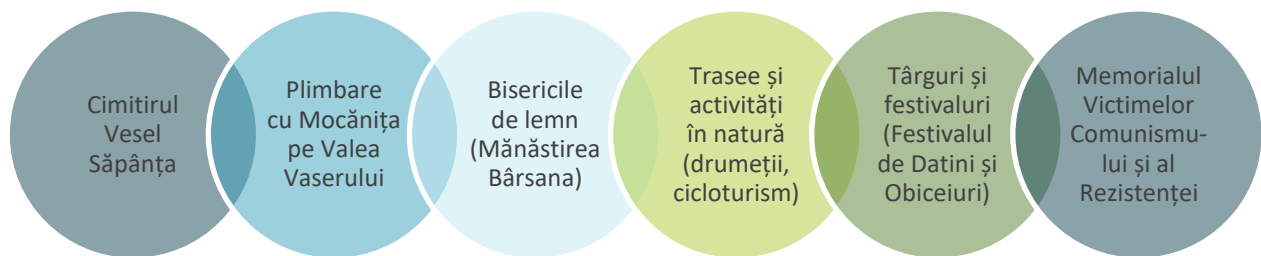 Cimitirul
Vesel
Săpânța
Plimbare
cu Mocănița
pe Valea
Vaserului
Bisericile
de lemn
(Mănăstirea
Bârsana)
Trasee și
activități
în natură
(drumeții,
cicloturism)
Târguri și
festivaluri
(Festivalul
de Datini și
Obiceiuri)
Memorialul
Victimelor
Comunismu-
lui și al
Rezistenței